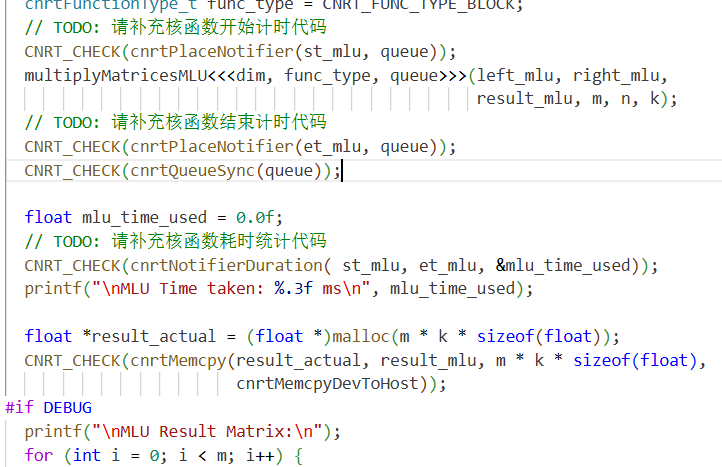 cnrtFunctionType_t func_type = CNRT_FUNC_TYPE_BLOCK;
// TODO: 请补充核函数开始计时代码
CNRT_CHECK(cnrtPlaceNotifier(st_mlu, queue));
multiplyMatricesMLU<<<dim, func_type, queue>>>(left_mlu, right_mlu,
result_mlu, m, n, k);
// TODO: 请补充核函数结束计时代码
CNRT_CHECK(cnrtPlaceNotifier(et_mlu, queue));
CNRT_CHECK(cnrtQueueSync(queue));
float mlu_time_used = 0.0f;
// TODO: 请补充核函数耗时统计代码
CNRT_CHECK(cnrtNotifierDuration( st_mlu, et_mlu, &mlu_time_used));
printf("\nMLU Time taken: %.3f ms\n", mlu_time_used);
float *result_actual = (float *)malloc(m * k * sizeof(float));
CNRT_CHECK(cnrtMemcpy(result_actual, result_mlu, m * k * sizeof(float),
cnrtMemcpyDevToHost));
#if DEBUG
printf("\nMLU Result Matrix:\n");
for (int i = 0; i < m; i++) {